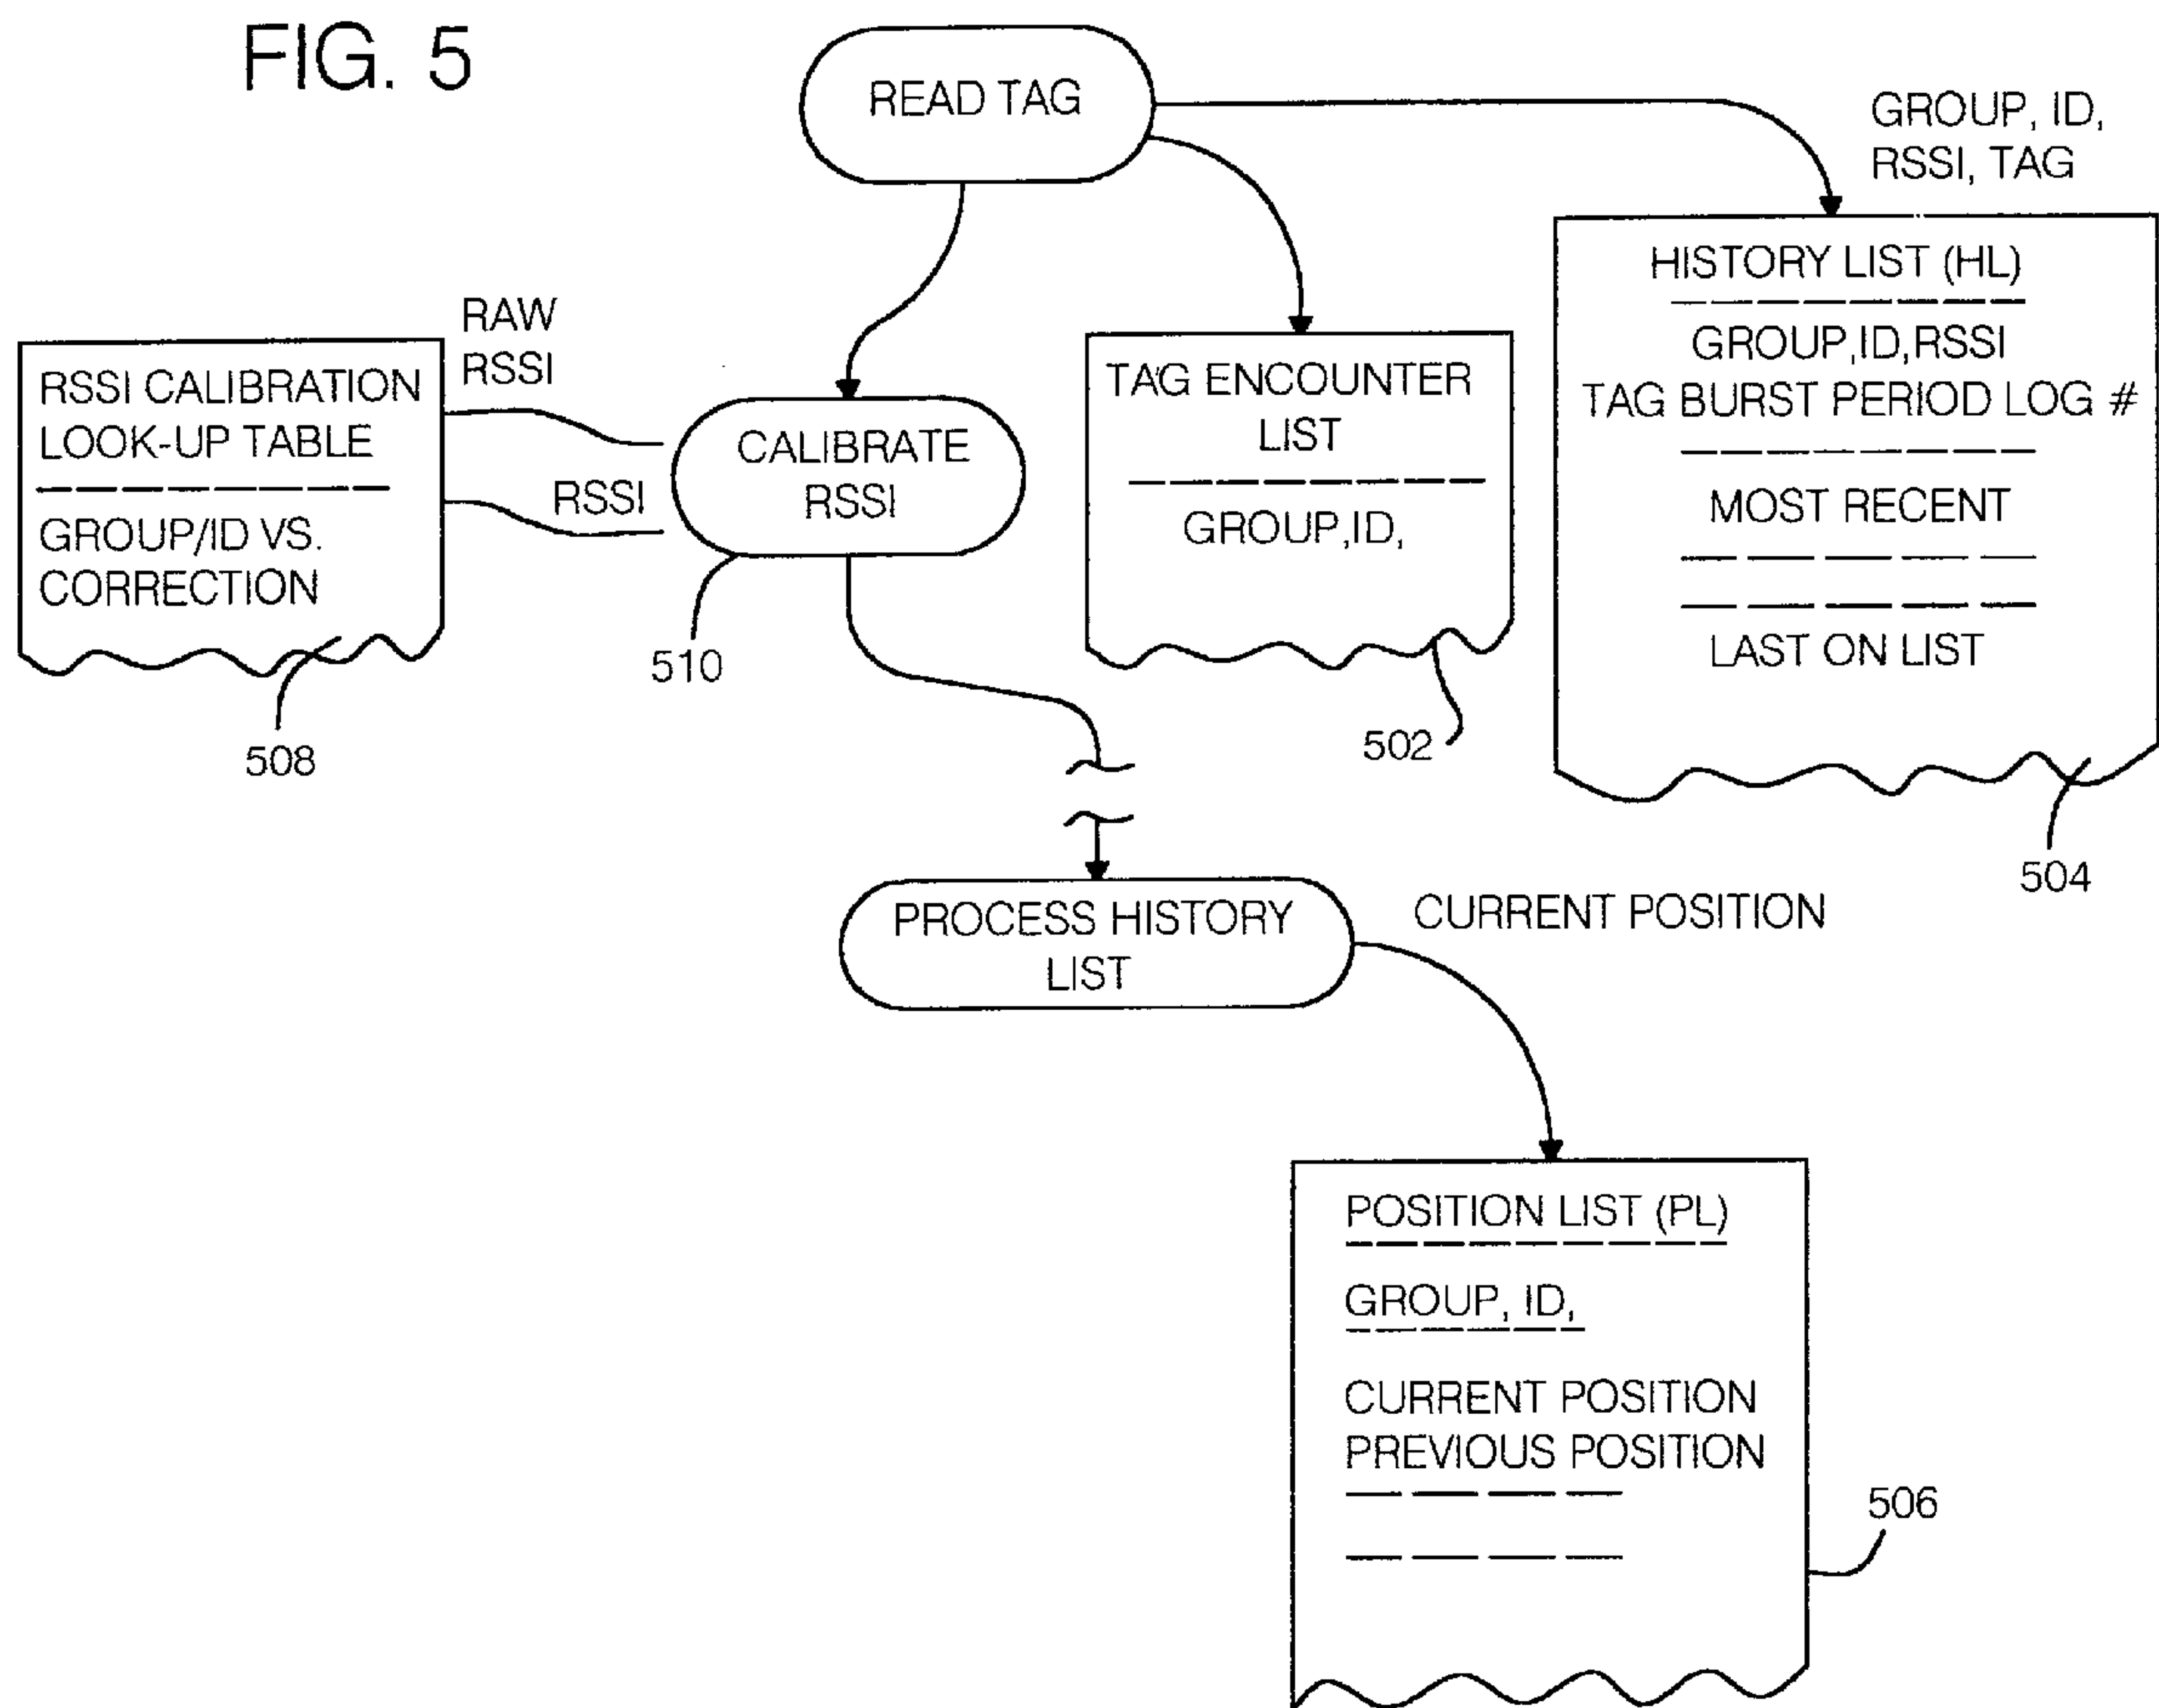 FIG. 5
READ TAG
GROUP, ID,
RSSI, TAG
HISTORY LIST (HL)
GROUP,ID,RSSI
TAG BURST PERIOD LOG #
MOST RECENT
LAST ON LIST
504
RAW
RSSI
RSSI CALIBRATION
LOOK-UP TABLE
GROUP/ID VS.
CORRECTION
508
RSSI
CALIBRATE
RSSI
510
TAG ENCOUNTER
LIST
GROUP,ID,
502
PROCESS HISTORY
LIST
CURRENT POSITION
POSITION LIST (PL)
GROUP, ID,
CURRENT POSITION
PREVIOUS POSITION
506